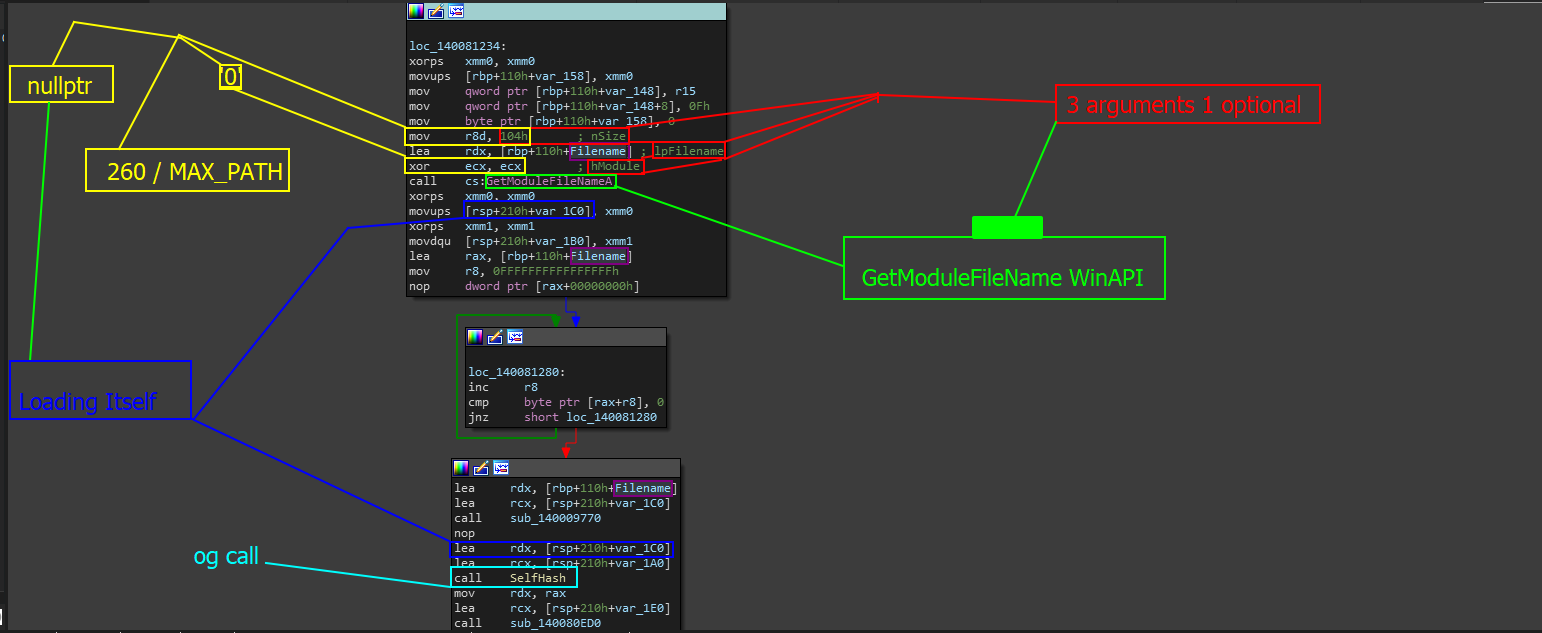 loc_140081234:
xorps xmm0, xmm0
movups [rbp+110h+var_158], xmm0
mov qword ptr [rbp+110h+var_148], r15
mov qword ptr [rbp+110h+var_148+8], 0Fh
mov byte ptr [rbp+110h+var_158], 0
mov r8d, 104h ; nSize
lea rdx, [rbp+110h+Filename] ; lpFilename
xor ecx, ecx ; hModule
call cs:GetModuleFileNameA
xorps xmm0, xmm0
movups [rsp+210h+var_1C0], xmm0
xorps xmm1, xmm1
movdqu [rsp+210h+var_1B0], xmm1
lea rax, [rbp+110h+Filename]
mov r8, 0FFFFFFFFFFFFFFFFh
nop dword ptr [rax+00000000h]
nullptr
'0'
260 / MAX_PATH
3 arguments 1 optional
GetModuleFileName WinAPI
loc_140081280:
inc r8
cmp byte ptr [rax+r8], 0
jnz short loc_140081280
Loading Itself
lea rdx, [rbp+110h+Filename]
lea rcx, [rsp+210h+var_1C0]
call sub_140009770
nop
lea rdx, [rsp+210h+var_1C0]
lea rcx, [rsp+210h+var_1A0]
call SelfHash
mov rdx, rax
lea rcx, [rsp+210h+var_1E0]
call sub_140080ED0
og call